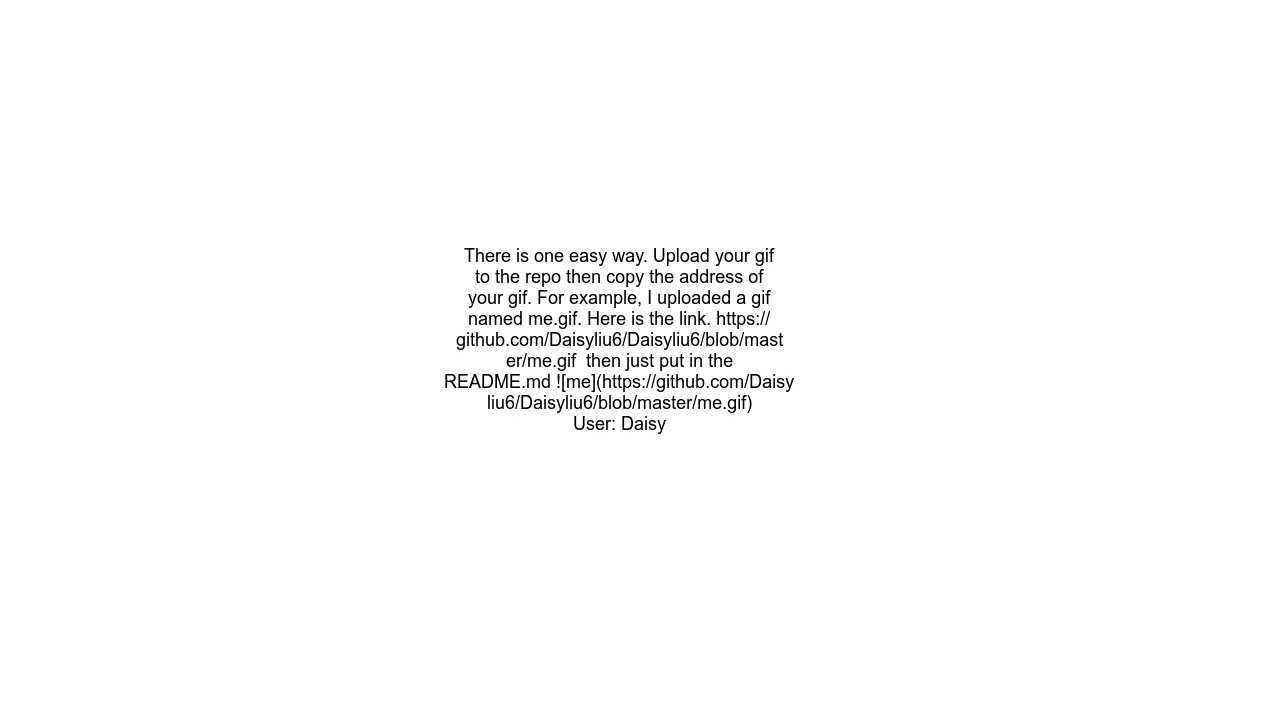 There is one easy way. Upload your gif
to the repo then copy the address of
your gif. For example, I uploaded a gif
named me.gif. Here is the link. https://
github.com/Daisyliu6/Daisyliu6/blob/mast
er/me.gif  then just put in the
README.md ![me](https://github.com/Daisy
liu6/Daisyliu6/blob/master/me.gif)
User: Daisy